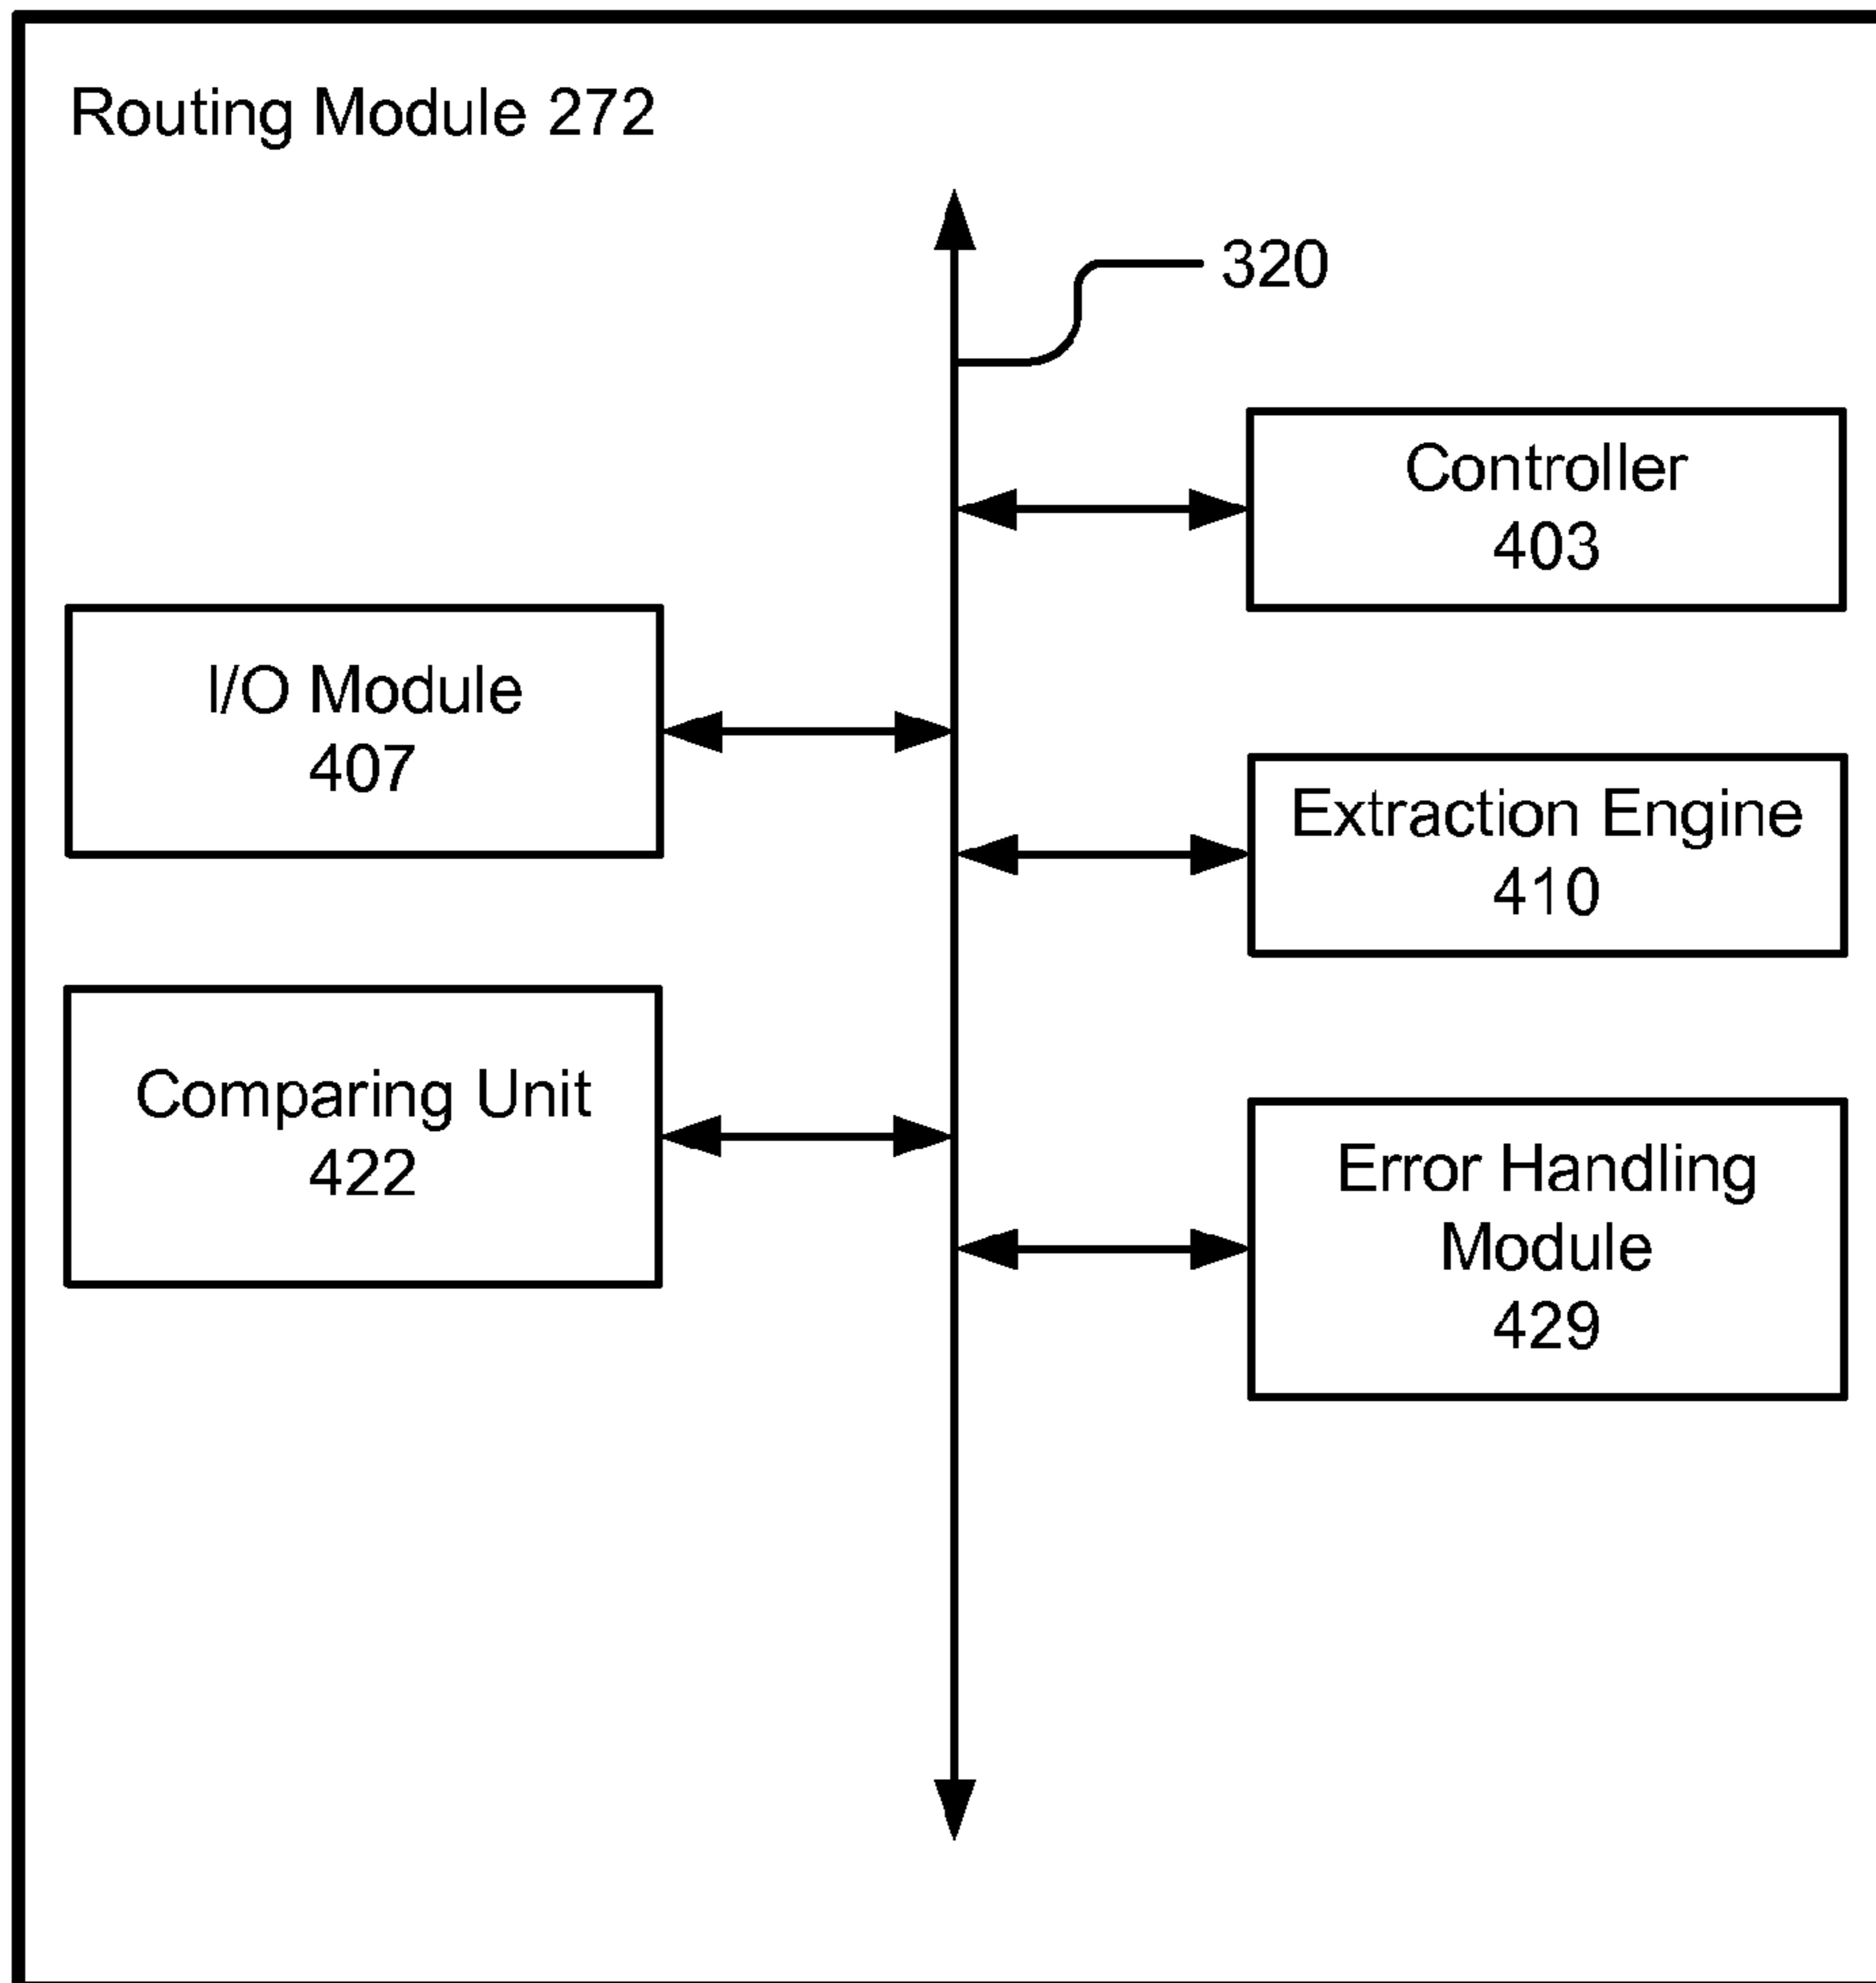 Routing Module 272
320
Controller
403
I/O Module
407
Extraction Engine
410
Comparing Unit
422
Error Handling
Module
429